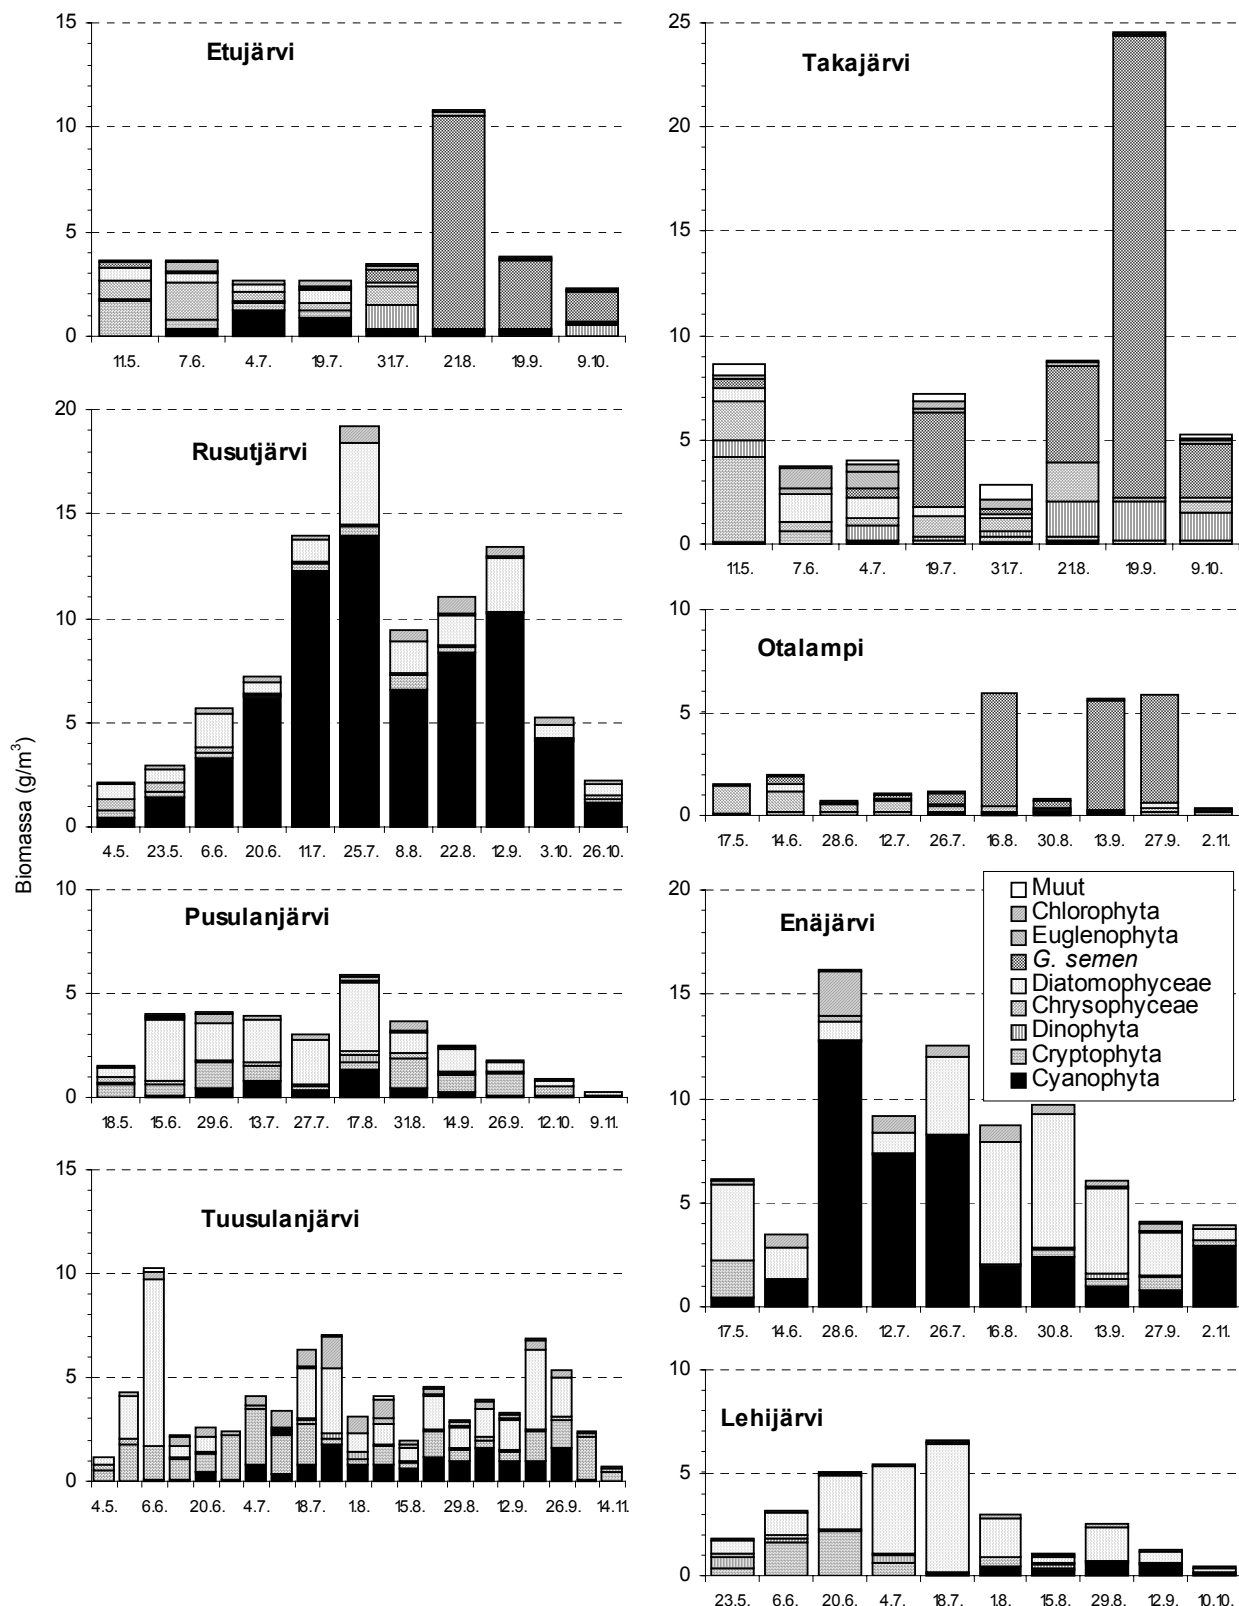 Biomassa (g/m³)
Etujärvi
15
10
5
0
11.5. 7.6. 4.7. 19.7. 31.7. 21.8. 19.9. 9.10.
Takajärvi
25
20
15
10
5
0
11.5. 7.6. 4.7. 19.7. 31.7. 21.8. 19.9. 9.10.
Rusutjärvi
20
15
10
5
0
4.5. 23.5. 6.6. 20.6. 11.7. 25.7. 8.8. 22.8. 12.9. 3.10. 26.10.
Otalampi
10
5
0
17.5. 14.6. 28.6. 12.7. 26.7. 16.8. 30.8. 13.9. 27.9. 2.11.
Pusulanjärvi
10
5
0
18.5. 15.6. 29.6. 13.7. 27.7. 17.8. 31.8. 14.9. 26.9. 12.10. 9.11.
Enäjärvi
20
15
10
5
0
Muut
Chlorophyta
Euglenophyta
G. semen
Diatomophyceae
Chrysophyceae
Dinophyta
Cryptophyta
Cyanophyta
17.5. 14.6. 28.6. 12.7. 26.7. 16.8. 30.8. 13.9. 27.9. 2.11.
Tuusulanjärvi
15
10
5
0
4.5. 6.6. 20.6. 4.7. 18.7. 1.8. 15.8. 29.8. 12.9. 26.9. 14.11.
Lehijärvi
10
5
0
23.5. 6.6. 20.6. 4.7. 18.7. 1.8. 15.8. 29.8. 12.9. 10.10.